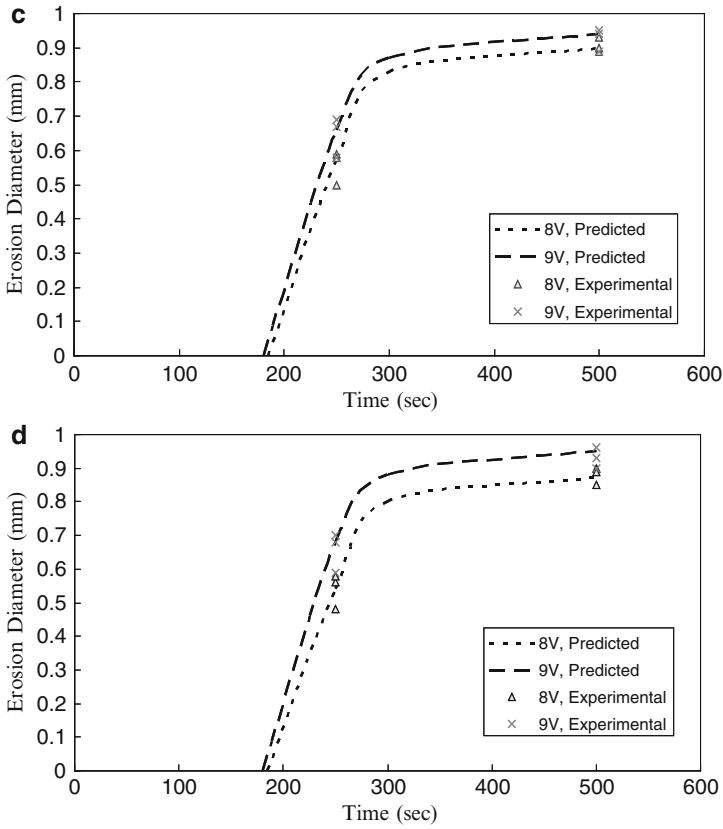 c
1
0.9
0.8
0.7
0.6
0.5
0.4
0.3
0.2
0.1
0
Erosion Diameter (mm)
8V, Predicted
9V, Predicted
8V, Experimental
9V, Experimental
0 100 200 300 400 500 600
Time (sec)
d
1
0.9
0.8
0.7
0.6
0.5
0.4
0.3
0.2
0.1
0
Erosion Diameter (mm)
8V, Predicted
9V, Predicted
8V, Experimental
9V, Experimental
0 100 200 300 400 500 600
Time (sec)